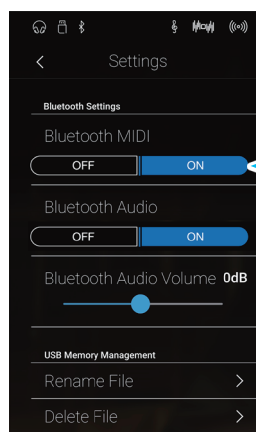 Settings
Bluetooth Settings
Bluetooth MIDI
OFF ON
Bluetooth Audio
OFF ON
Bluetooth Audio Volume 0dB
USB Memory Management
Rename File
Delete File